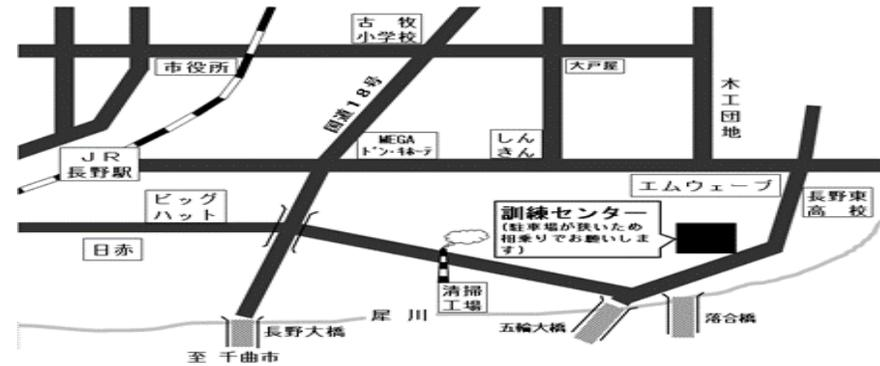 古牧
小学校
市役所
大戸屋
国道18号
木工団地
MEGA
ドン・キホーテ
しん
きん
JR
長野駅
エムウェーブ
ビッグ
ハット
長野東
高校
訓練センター
(駐車場が狭いため
相乗りでお願いしま
す)
日赤
清掃
工場
犀川
長野大橋
五輪大橋
落合橋
至 千曲市